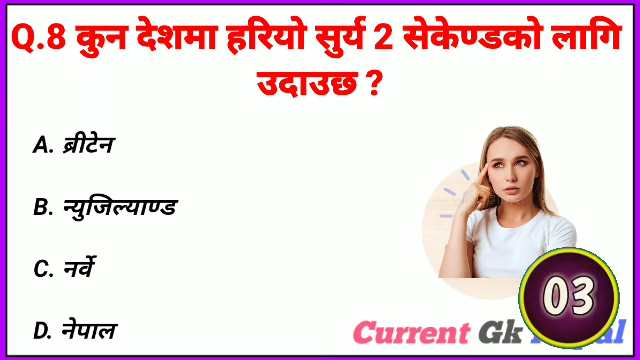 Q.8 कुन देशमा हरियो सुर्य 2 सेकेण्डको लागि
उदाउछ ?
A. ब्रीटेन
B. न्युजिल्याण्ड
C. नर्वे
D. नेपाल
03
Current Gk